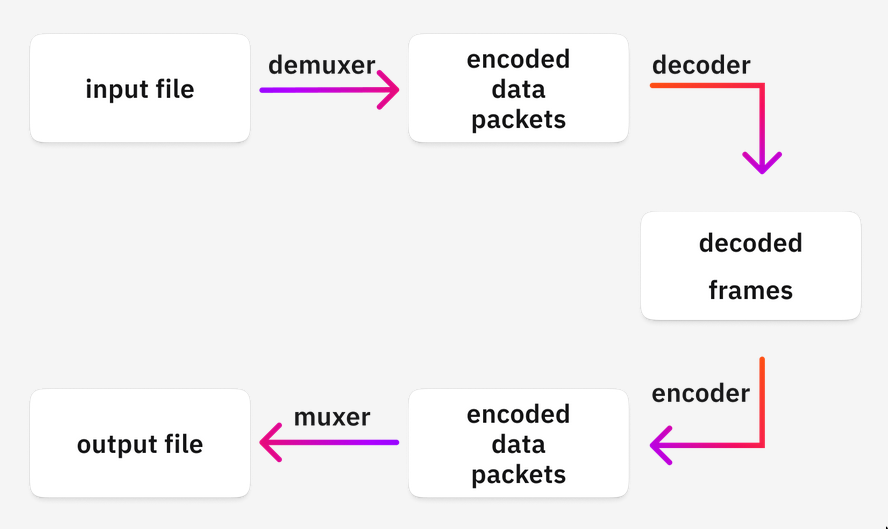 input file
demuxer
encoded
data
packets
decoder
decoded
frames
encoder
encoded
data
packets
muxer
output file